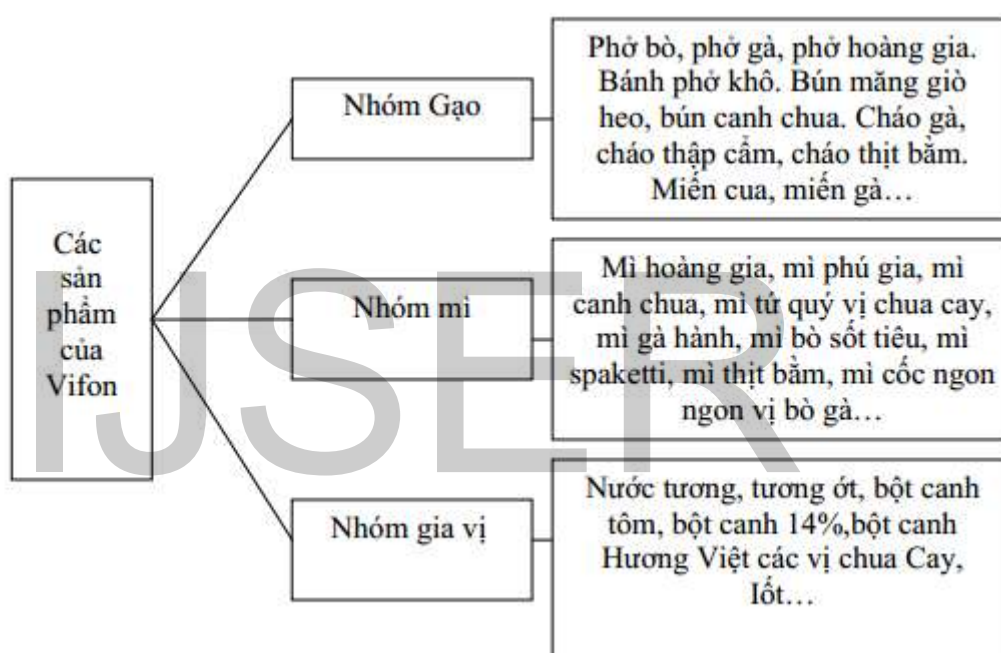 Các
sản
phẩm
của
Vifon
Nhóm Gạo
Phở bò, phở gà, phở hoàng gia.
Bánh phở khô. Bún măng giò
heo, bún canh chua. Cháo gà,
cháo thập cẩm, cháo thịt bằm.
Miến cua, miến gà…
Nhóm mì
Mì hoàng gia, mì phú gia, mì
canh chua, mì tứ quý vị chua cay,
mì gà hành, mì bò sốt tiêu, mì
spaketti, mì thịt bằm, mì cốc ngon
ngon vị bò gà…
Nhóm gia vị
Nước tương, tương ớt, bột canh
tôm, bột canh 14%,bột canh
Hương Việt các vị chua Cay,
Iốt…
IJSER